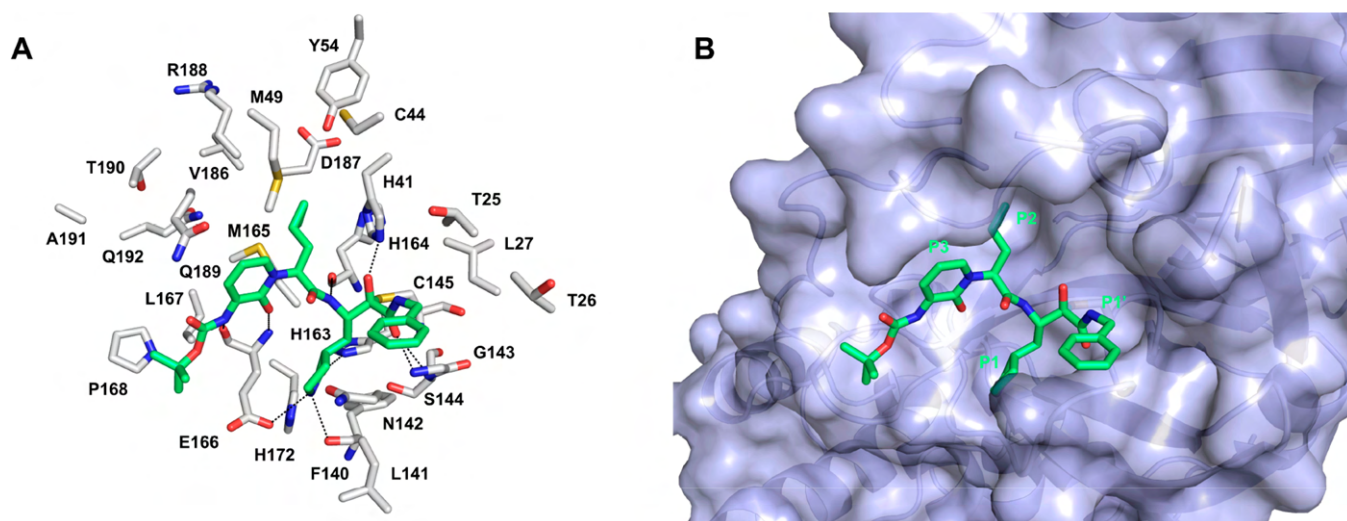 A
Y54
R188
M49
C44
D187
T190
V186
H41
T25
A191
M165
H164
L27
Q192
Q189
C145
T26
L167
H163
G143
P168
S144
N142
E166
H172
F140
L141
B
P2
P3
P1'
P1